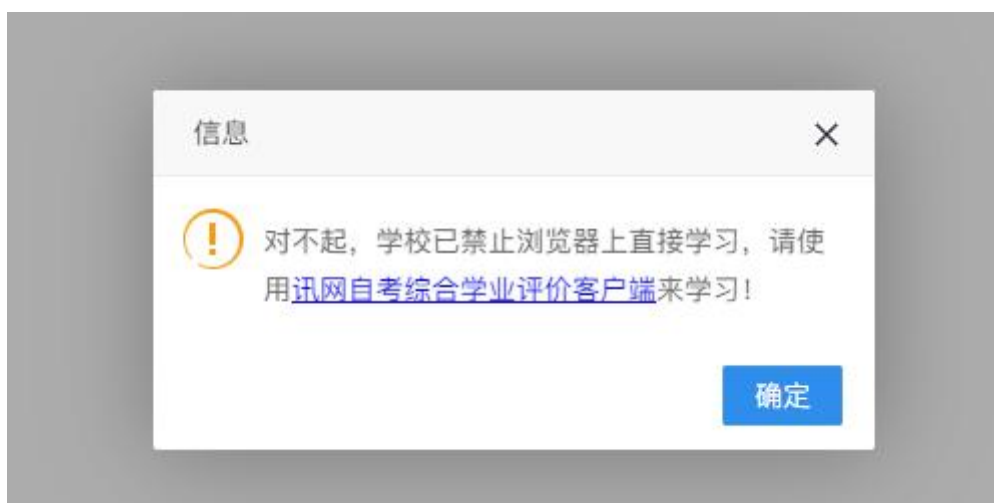 信息
对不起，学校已禁止浏览器上直接学习，请使
用讯网自考综合学业评价客户端来学习！
确定